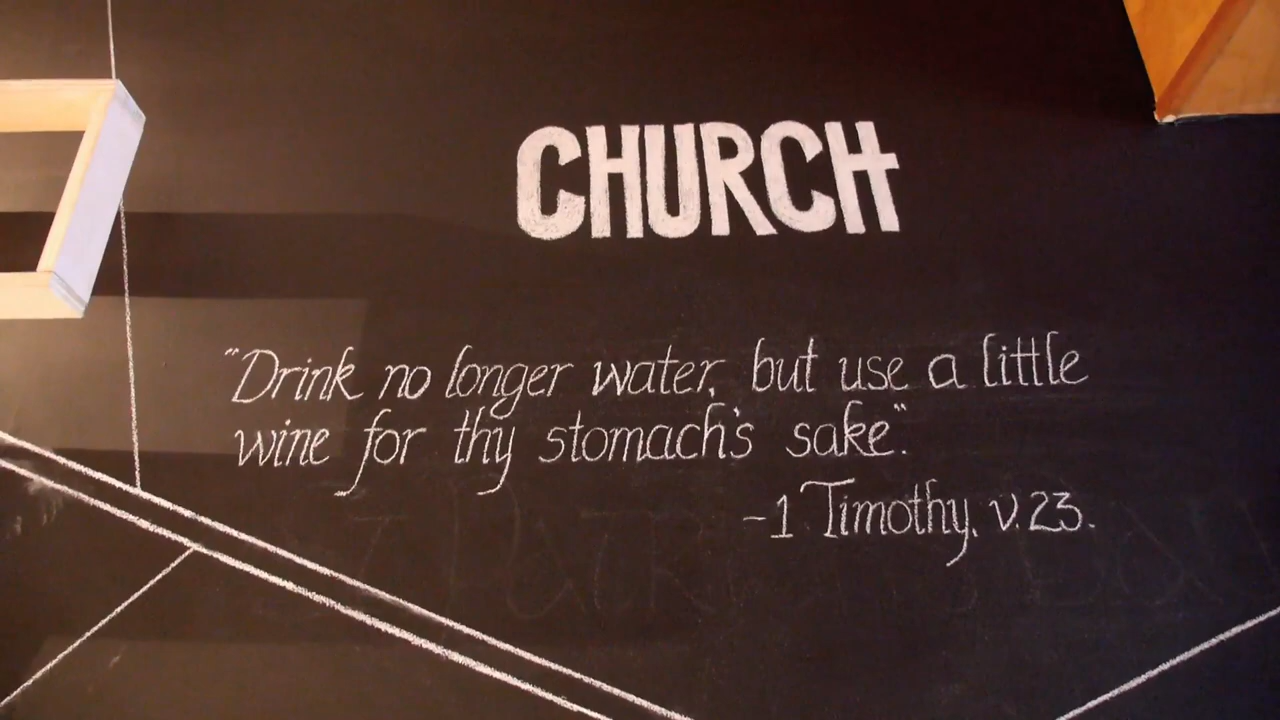 CHURCH
"Drink no longer water, but use a little
wine for thy stomach's sake".
-1 Timothy, v.23.